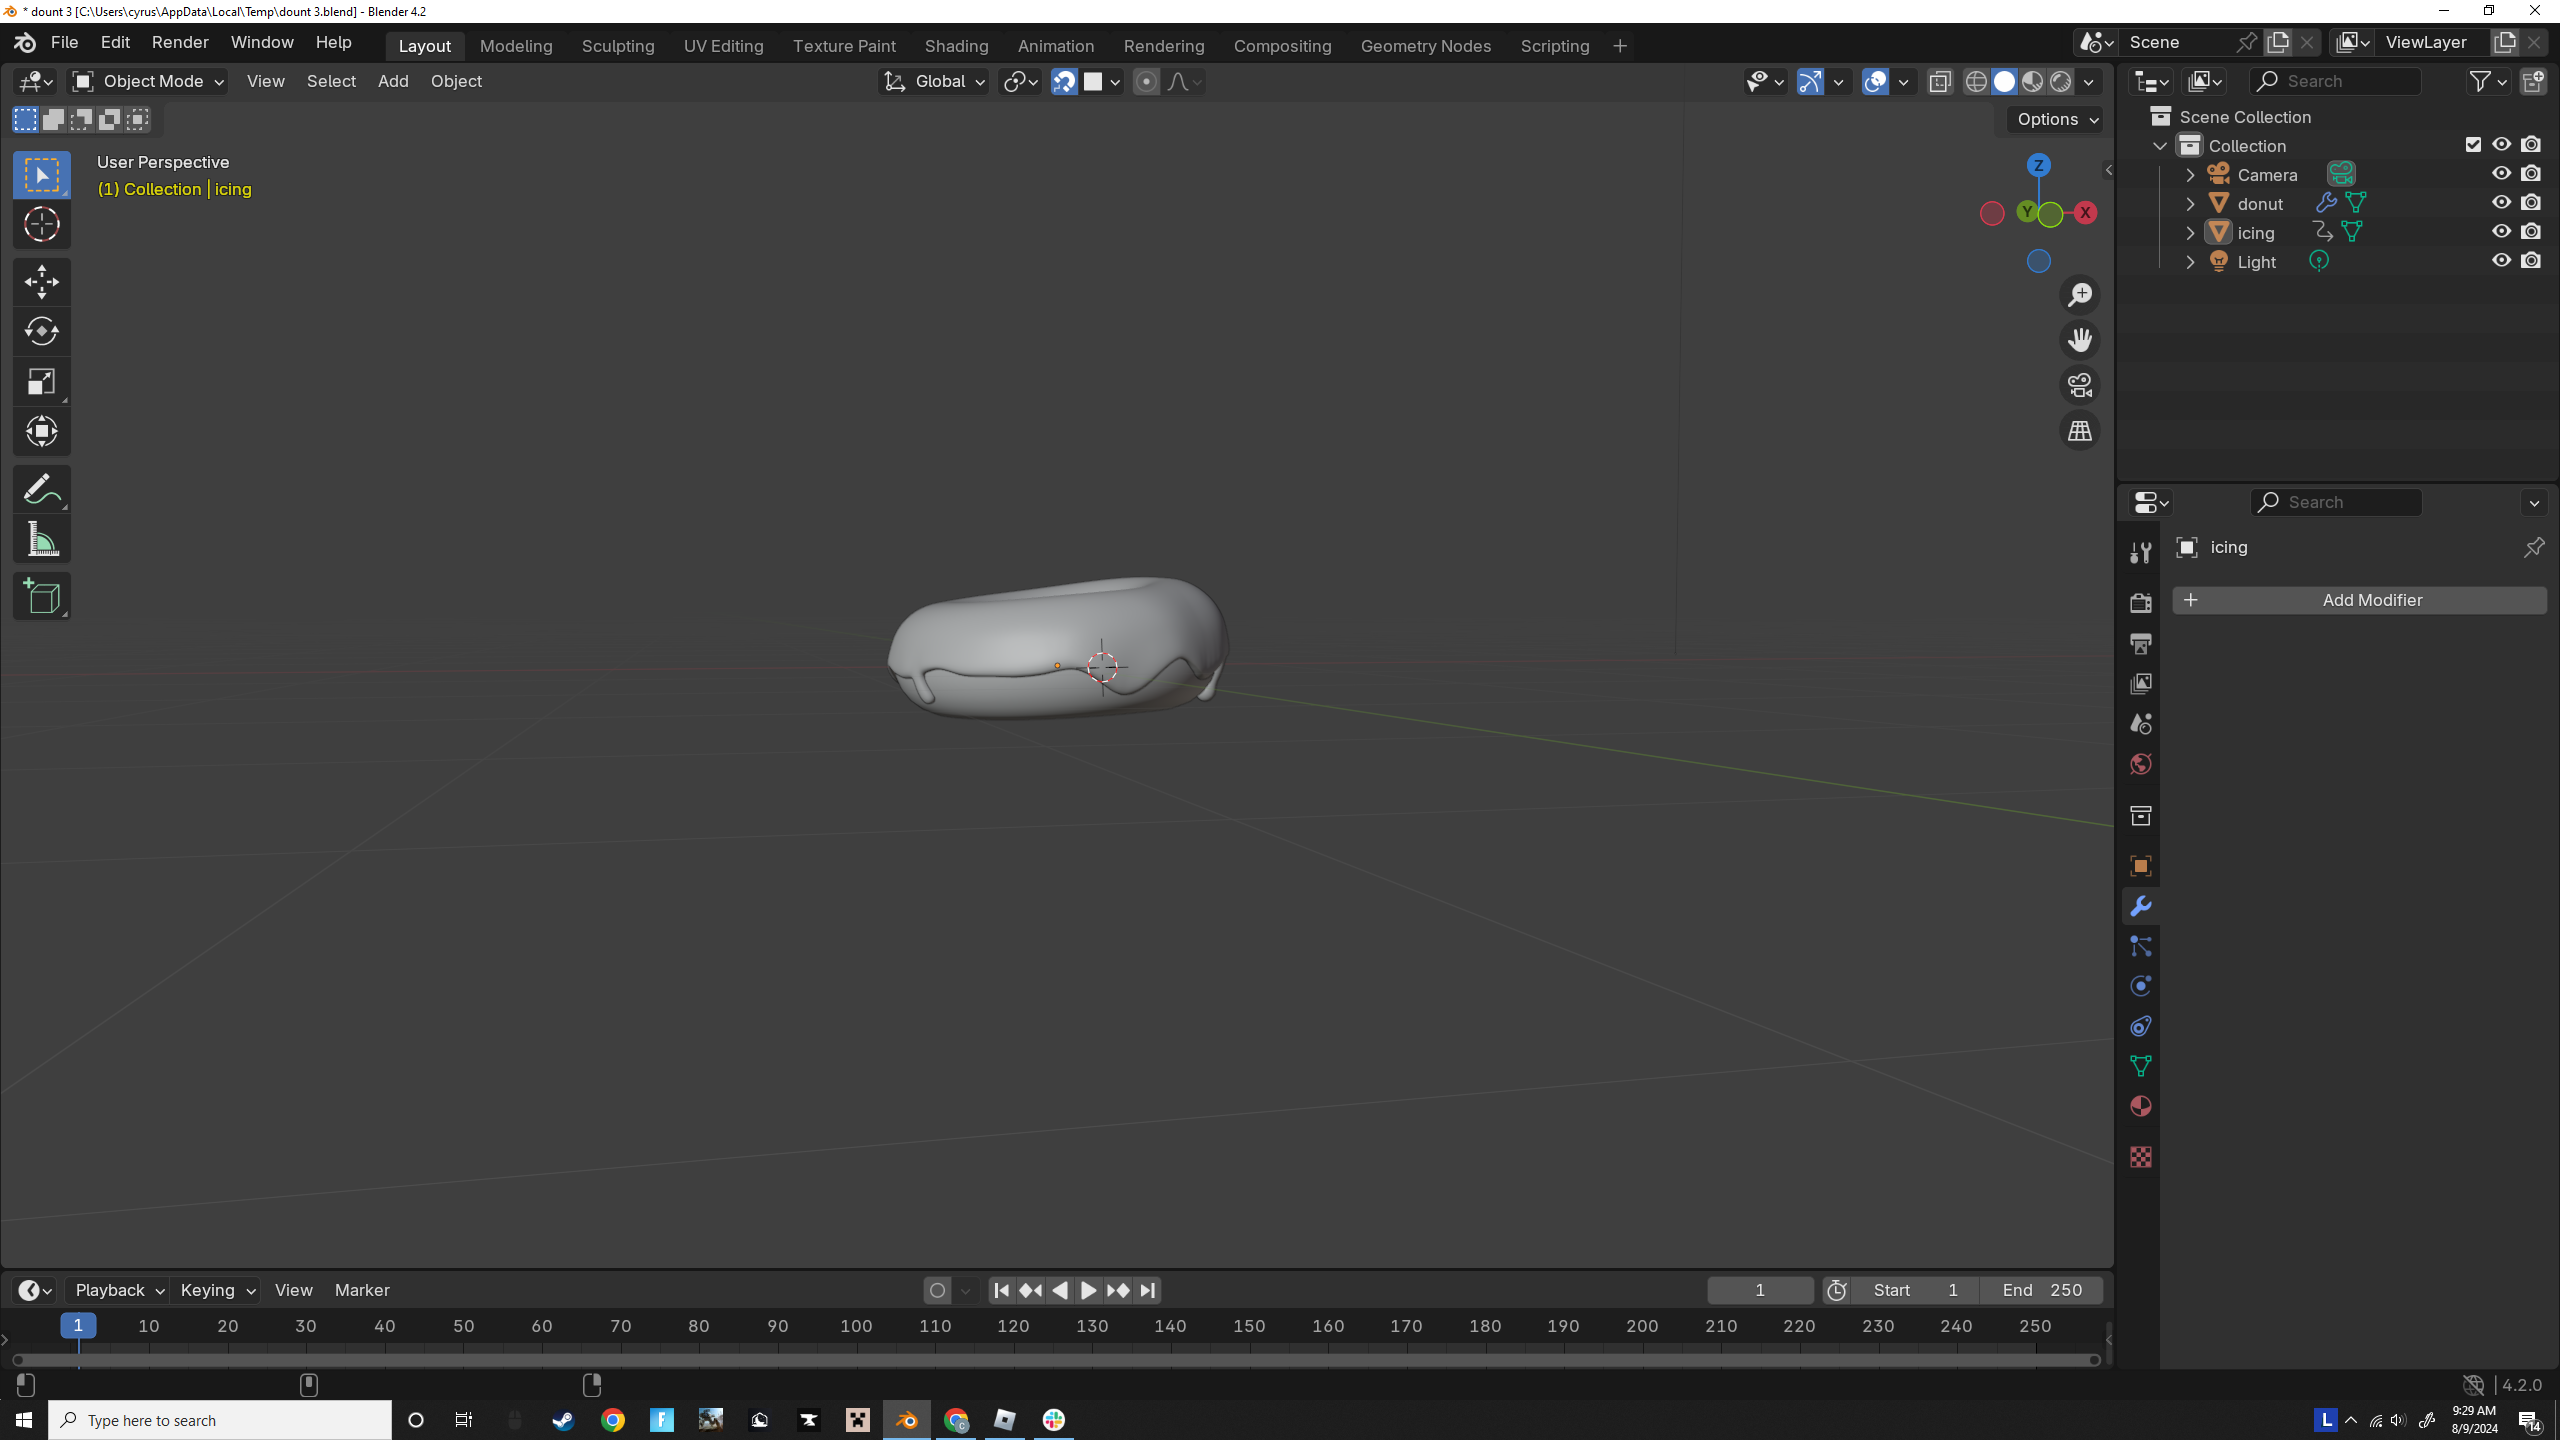 * dount 3 [C:\Users\cyrus\AppData\Local\Temp\dount 3.blend] - Blender 4.2
File Edit Render Window Help Layout Modeling Sculpting UV Editing Texture Paint Shading Animation Rendering Compositing Geometry Nodes Scripting + Scene ViewLayer
Object Mode View Select Add Object Global Search
Options
User Perspective
(1) Collection | icing
Z
Y
X
Scene Collection
Collection
Camera
donut
icing
Light
Search
icing
+ Add Modifier
Playback Keying View Marker 1 Start 1 End 250
1 10 20 30 40 50 60 70 80 90 100 110 120 130 140 150 160 170 180 190 200 210 220 230 240 250
4.2.0
Type here to search
L
9:29 AM
8/9/2024
14